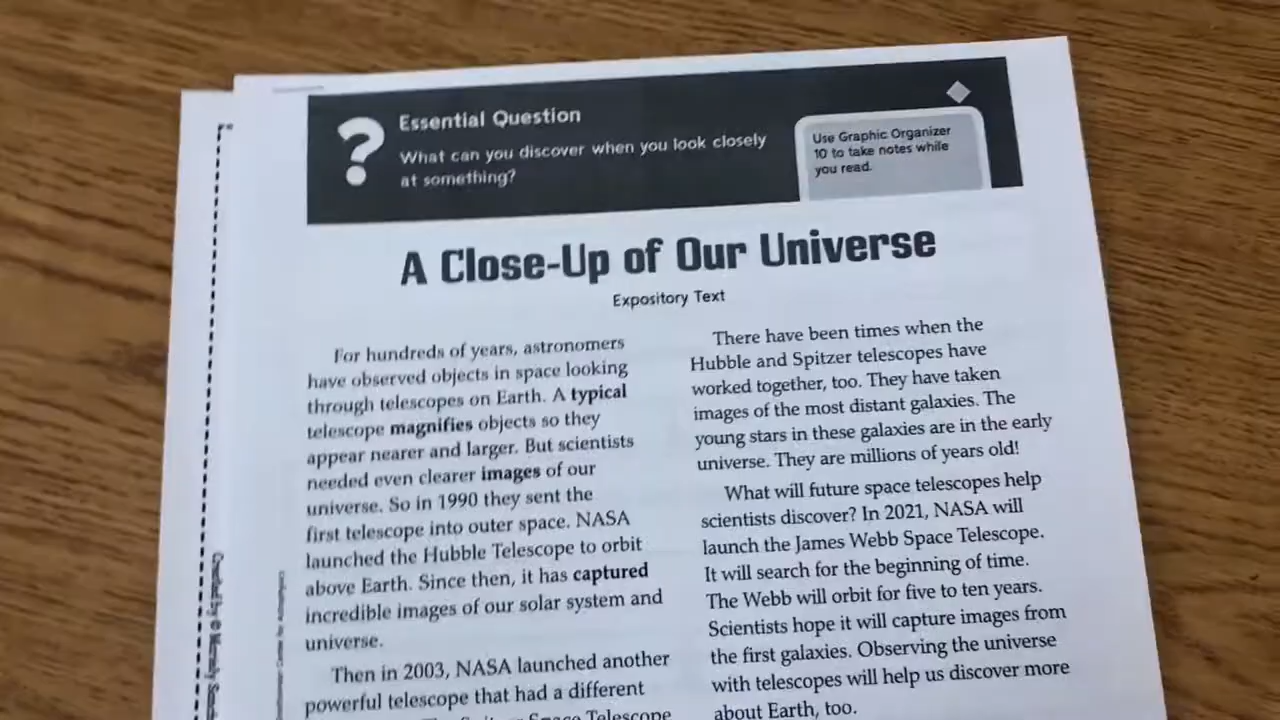 Essential Question
What can you discover when you look closely
at something?
Use Graphic Organizer
10 to take notes while
you read.
A Close-Up of Our Universe
Expository Text
For hundreds of years, astronomers
have observed objects in space looking
through telescopes on Earth. A typical
telescope magnifies objects so they
appear nearer and larger. But scientists
needed even clearer images of our
universe. So in 1990 they sent the
first telescope into outer space. NASA
launched the Hubble Telescope to orbit
above Earth. Since then, it has captured
incredible images of our solar system and
universe.
Then in 2003, NASA launched another
powerful telescope that had a different
Space Telescope
There have been times when the
Hubble and Spitzer telescopes have
worked together, too. They have taken
images of the most distant galaxies. The
young stars in these galaxies are in the early
universe. They are millions of years old!
What will future space telescopes help
scientists discover? In 2021, NASA will
launch the James Webb Space Telescope.
It will search for the beginning of time.
The Webb will orbit for five to ten years.
Scientists hope it will capture images from
the first galaxies. Observing the universe
with telescopes will help us discover more
about Earth, too.
Created by ©